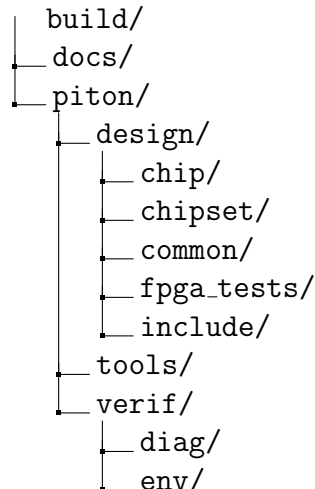 build/
docs/
piton/
design/
chip/
chipset/
common/
fpga_tests/
include/
tools/
verif/
diag/
env/